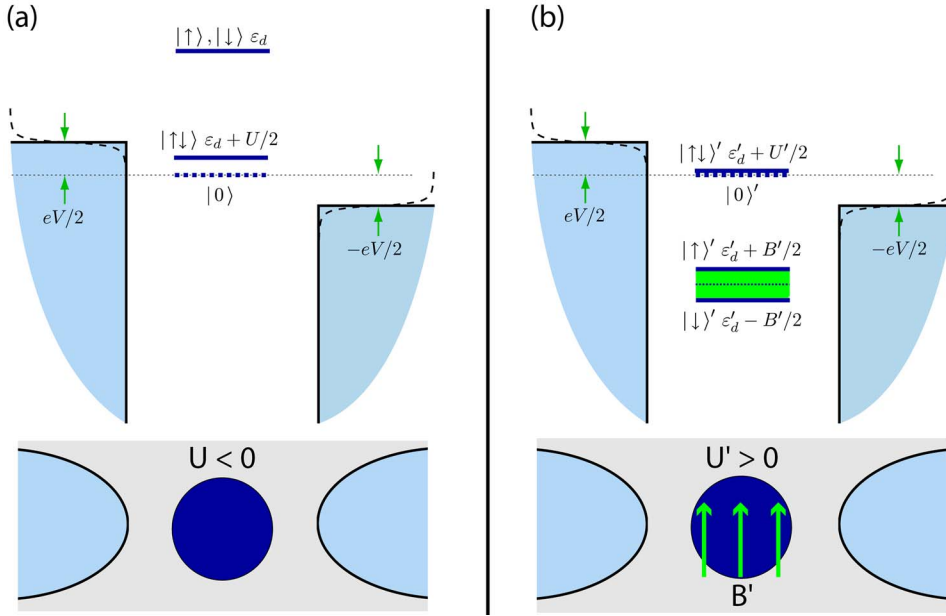 (a)
|↑⟩, |↓⟩ ε_d
|↑↓⟩ ε_d + U/2
|0⟩
eV/2
−eV/2
U < 0
(b)
|↑↓⟩′ ε′_d + U′/2
|0⟩′
eV/2
−eV/2
|↑⟩′ ε′_d + B′/2
|↓⟩′ ε′_d − B′/2
U' > 0
B'